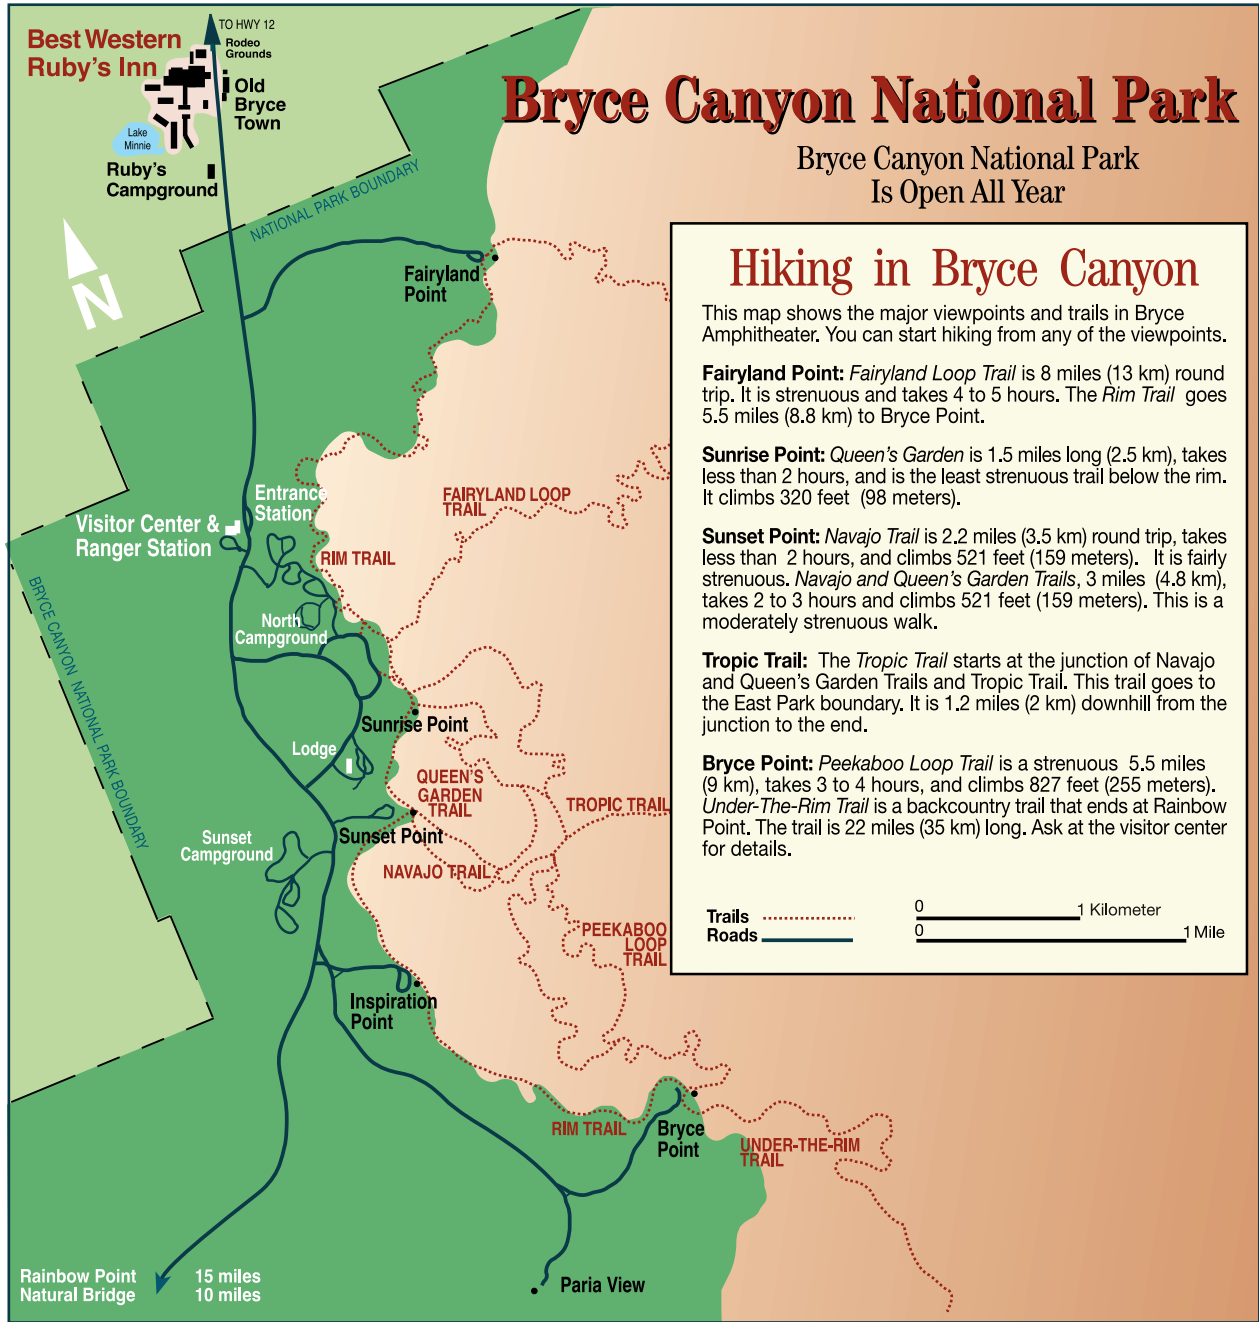 TO HWY 12
Best Western
Ruby's Inn
Rodeo
Grounds
Old
Bryce
Town
Lake
Minnie
Ruby's
Campground
Bryce Canyon National Park
Bryce Canyon National Park
Is Open All Year
NATIONAL PARK BOUNDARY
N
Fairyland
Point
Hiking in Bryce Canyon
This map shows the major viewpoints and trails in Bryce
Amphitheater. You can start hiking from any of the viewpoints.
Fairyland Point: Fairyland Loop Trail is 8 miles (13 km) round
trip. It is strenuous and takes 4 to 5 hours. The Rim Trail goes
5.5 miles (8.8 km) to Bryce Point.
Sunrise Point: Queen's Garden is 1.5 miles long (2.5 km), takes
less than 2 hours, and is the least strenuous trail below the rim.
It climbs 320 feet (98 meters).
Sunset Point: Navajo Trail is 2.2 miles (3.5 km) round trip, takes
less than 2 hours, and climbs 521 feet (159 meters). It is fairly
strenuous. Navajo and Queen's Garden Trails, 3 miles (4.8 km),
takes 2 to 3 hours and climbs 521 feet (159 meters). This is a
moderately strenuous walk.
Tropic Trail: The Tropic Trail starts at the junction of Navajo
and Queen's Garden Trails and Tropic Trail. This trail goes to
the East Park boundary. It is 1.2 miles (2 km) downhill from the
junction to the end.
Bryce Point: Peekaboo Loop Trail is a strenuous 5.5 miles
(9 km), takes 3 to 4 hours, and climbs 827 feet (255 meters).
Under-The-Rim Trail is a backcountry trail that ends at Rainbow
Point. The trail is 22 miles (35 km) long. Ask at the visitor center
for details.
Trails
Roads
0 1 Kilometer
0 1 Mile
Entrance
Station
Visitor Center &
Ranger Station
FAIRYLAND LOOP
TRAIL
RIM TRAIL
BRYCE CANYON NATIONAL PARK BOUNDARY
North
Campground
Sunrise Point
Lodge
QUEEN'S
GARDEN
TRAIL
TROPIC TRAIL
Sunset Point
Sunset
Campground
NAVAJO TRAIL
PEEKABOO
LOOP
TRAIL
Inspiration
Point
RIM TRAIL
Bryce
Point
UNDER-THE-RIM
TRAIL
Rainbow Point 15 miles
Natural Bridge 10 miles
Paria View